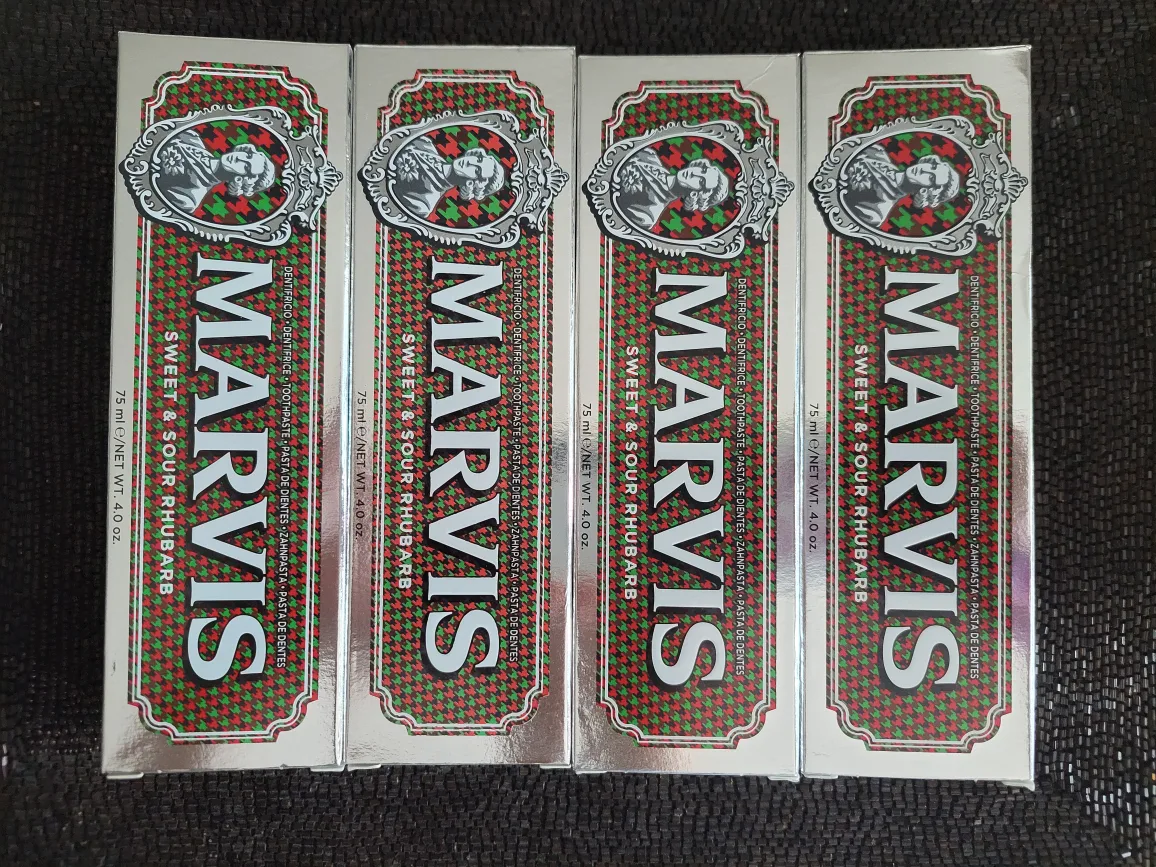 DENTIFRICIO • DENTIFRICE • TOOTHPASTE • PASTA DE DIENTES • ZAHNPASTA • PASTA DE DENTES
MARVIS
SWEET & SOUR RHUBARB
75 ml ℮/NET WT. 4.0 oz.
DENTIFRICIO • DENTIFRICE • TOOTHPASTE • PASTA DE DIENTES • ZAHNPASTA • PASTA DE DENTES
MARVIS
SWEET & SOUR RHUBARB
75 ml ℮/NET WT. 4.0 oz.
DENTIFRICIO • DENTIFRICE • TOOTHPASTE • PASTA DE DIENTES • ZAHNPASTA • PASTA DE DENTES
MARVIS
SWEET & SOUR RHUBARB
75 ml ℮/NET WT. 4.0 oz.
DENTIFRICIO • DENTIFRICE • TOOTHPASTE • PASTA DE DIENTES • ZAHNPASTA • PASTA DE DENTES
MARVIS
SWEET & SOUR RHUBARB
75 ml ℮/NET WT. 4.0 oz.